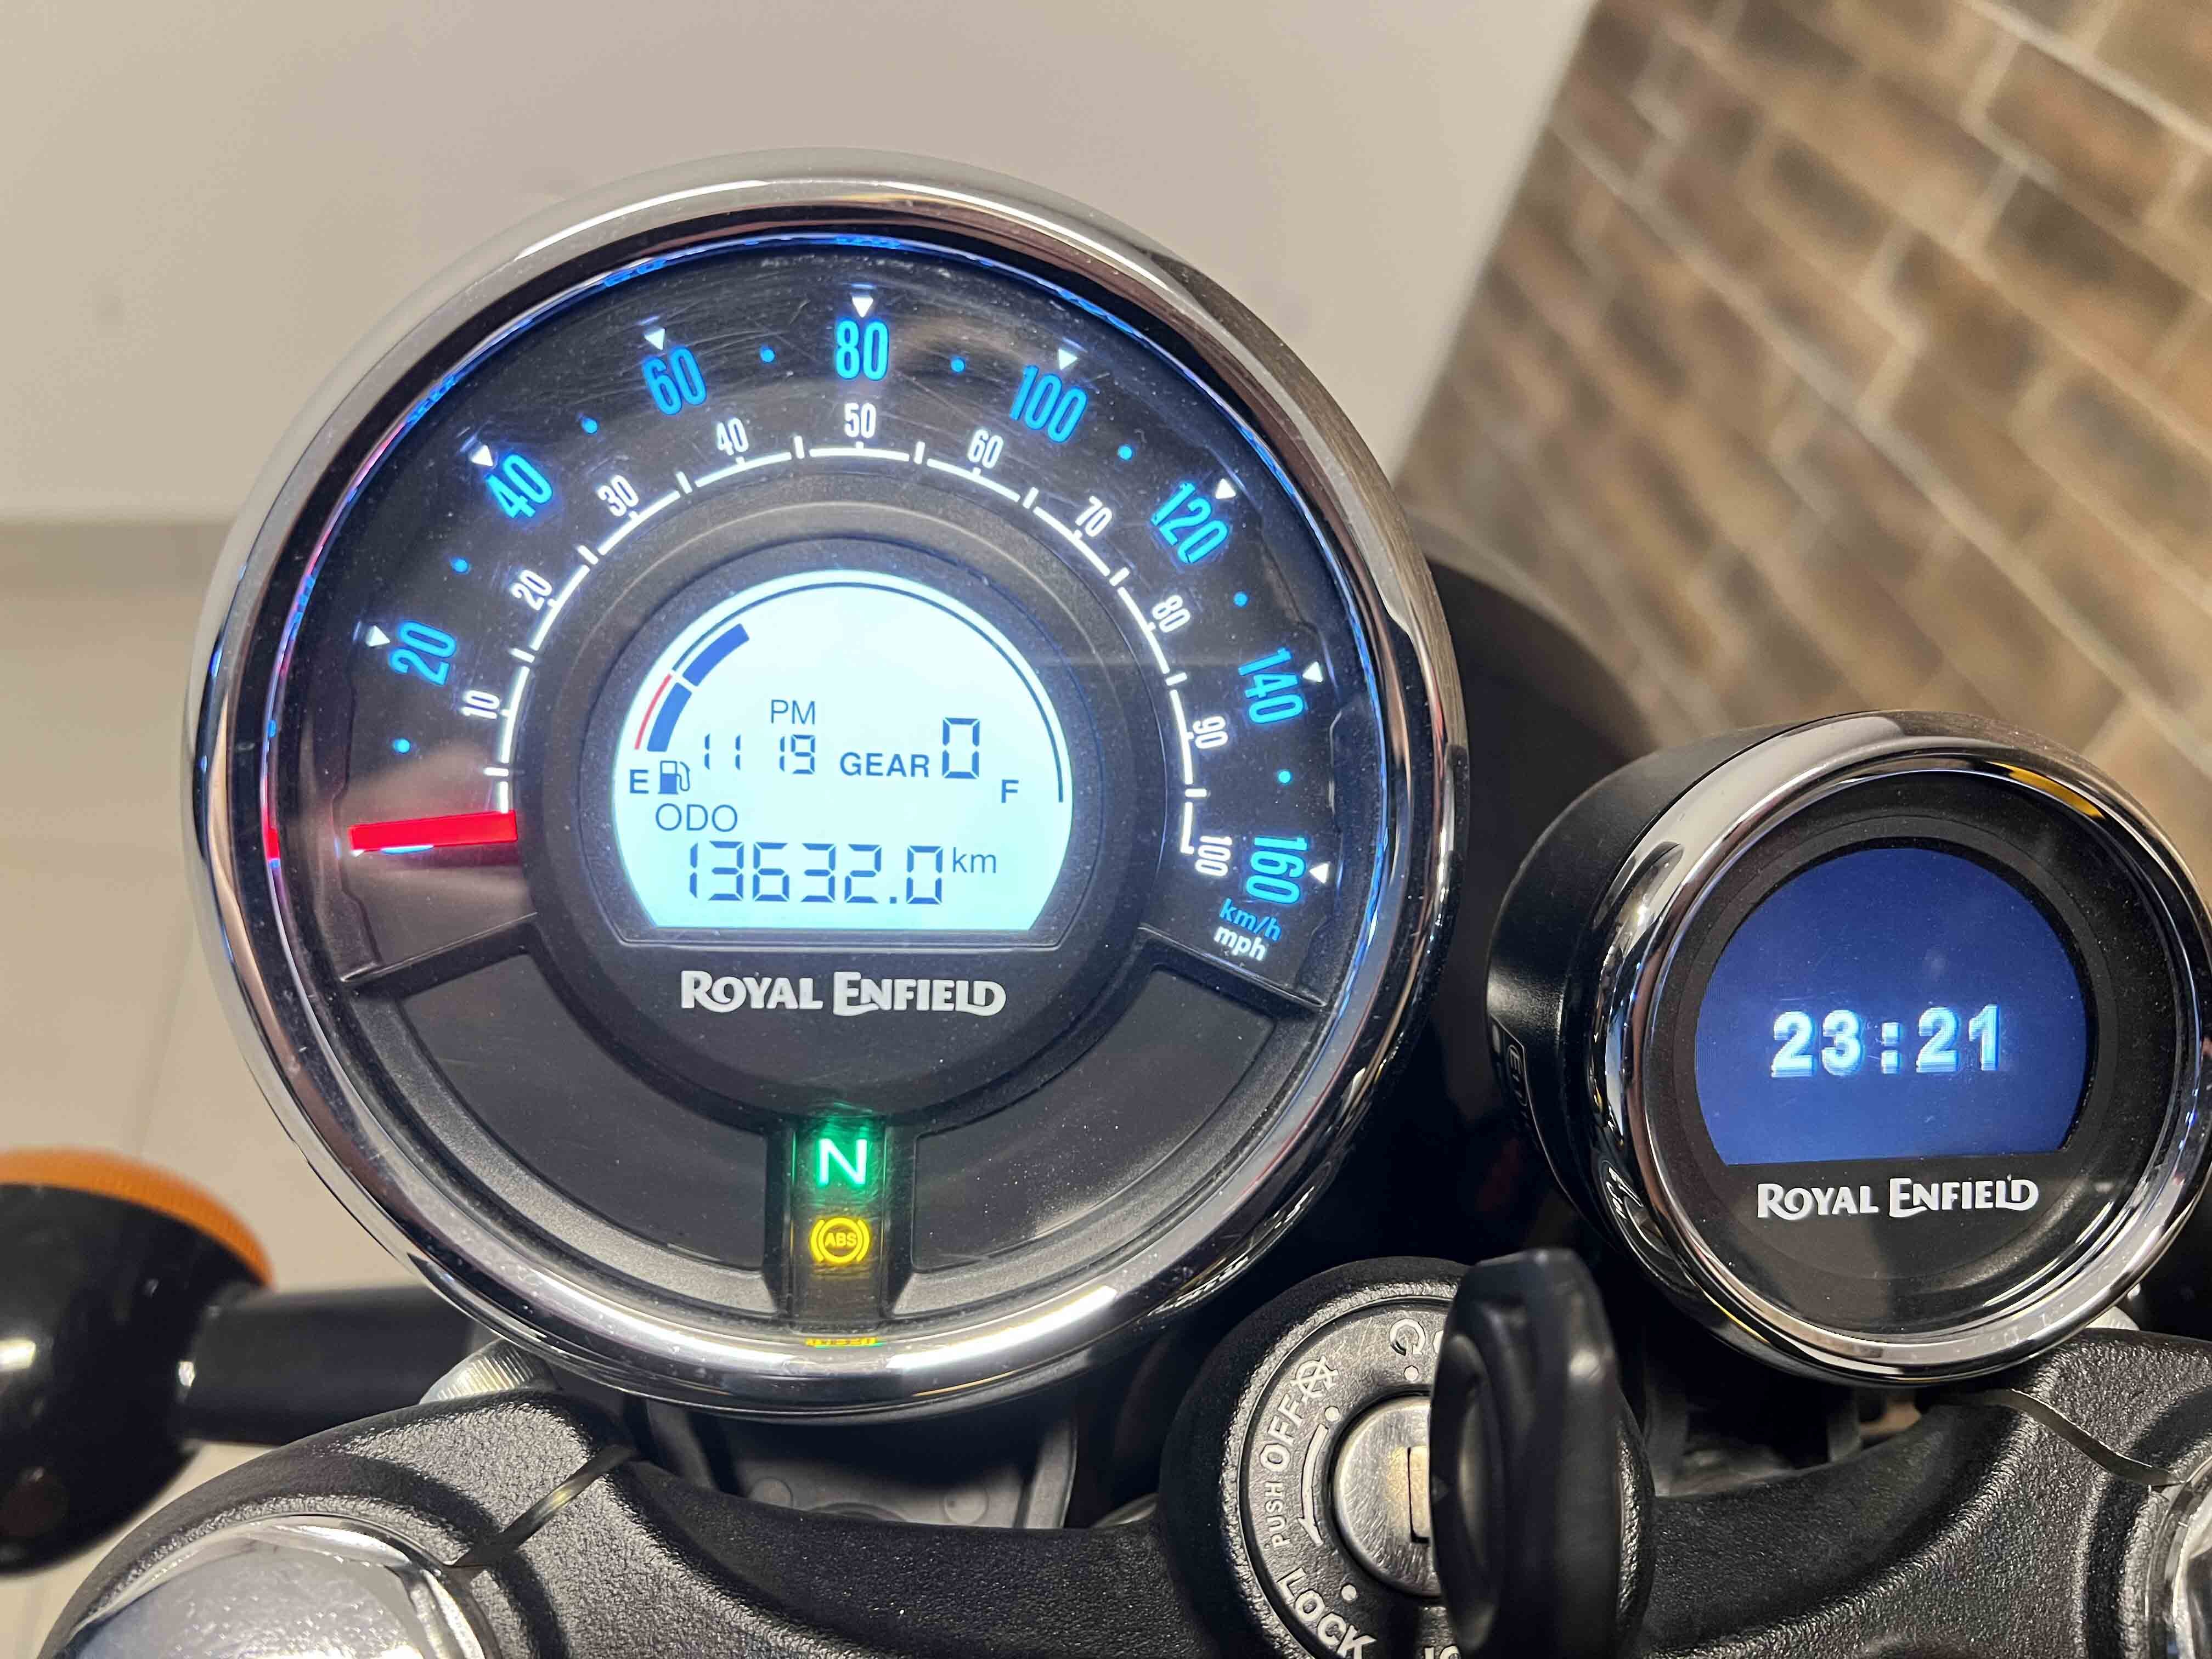 20
40
60
80
100
120
140
160
km/h
mph
10
20
30
40
50
60
70
80
90
100
PM
11 19 GEAR 0
E F
ODO
13632.0 km
ROYAL ENFIELD
N
ABS
23:21
ROYAL ENFIELD
PUSH OFF
LOCK